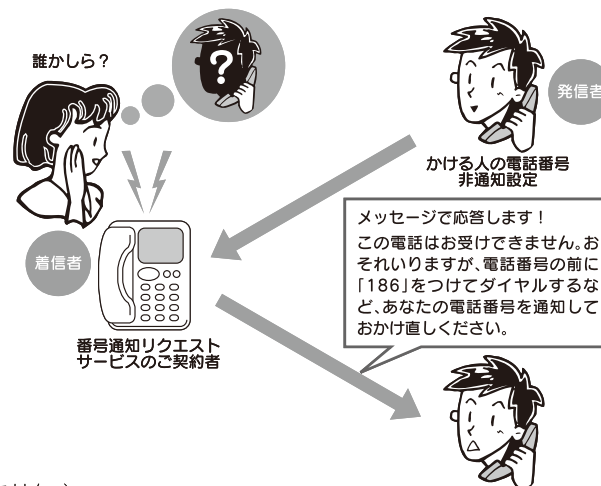 誰かしら?
?
発信者
かける人の電話番号
非通知設定
メッセージで応答します!
この電話はお受けできません。お
それいりますが、電話番号の前に
「186」をつけてダイヤルするな
ど、あなたの電話番号を通知して
おかけ直しください。
着信者
番号通知リクエスト
サービスのご契約者